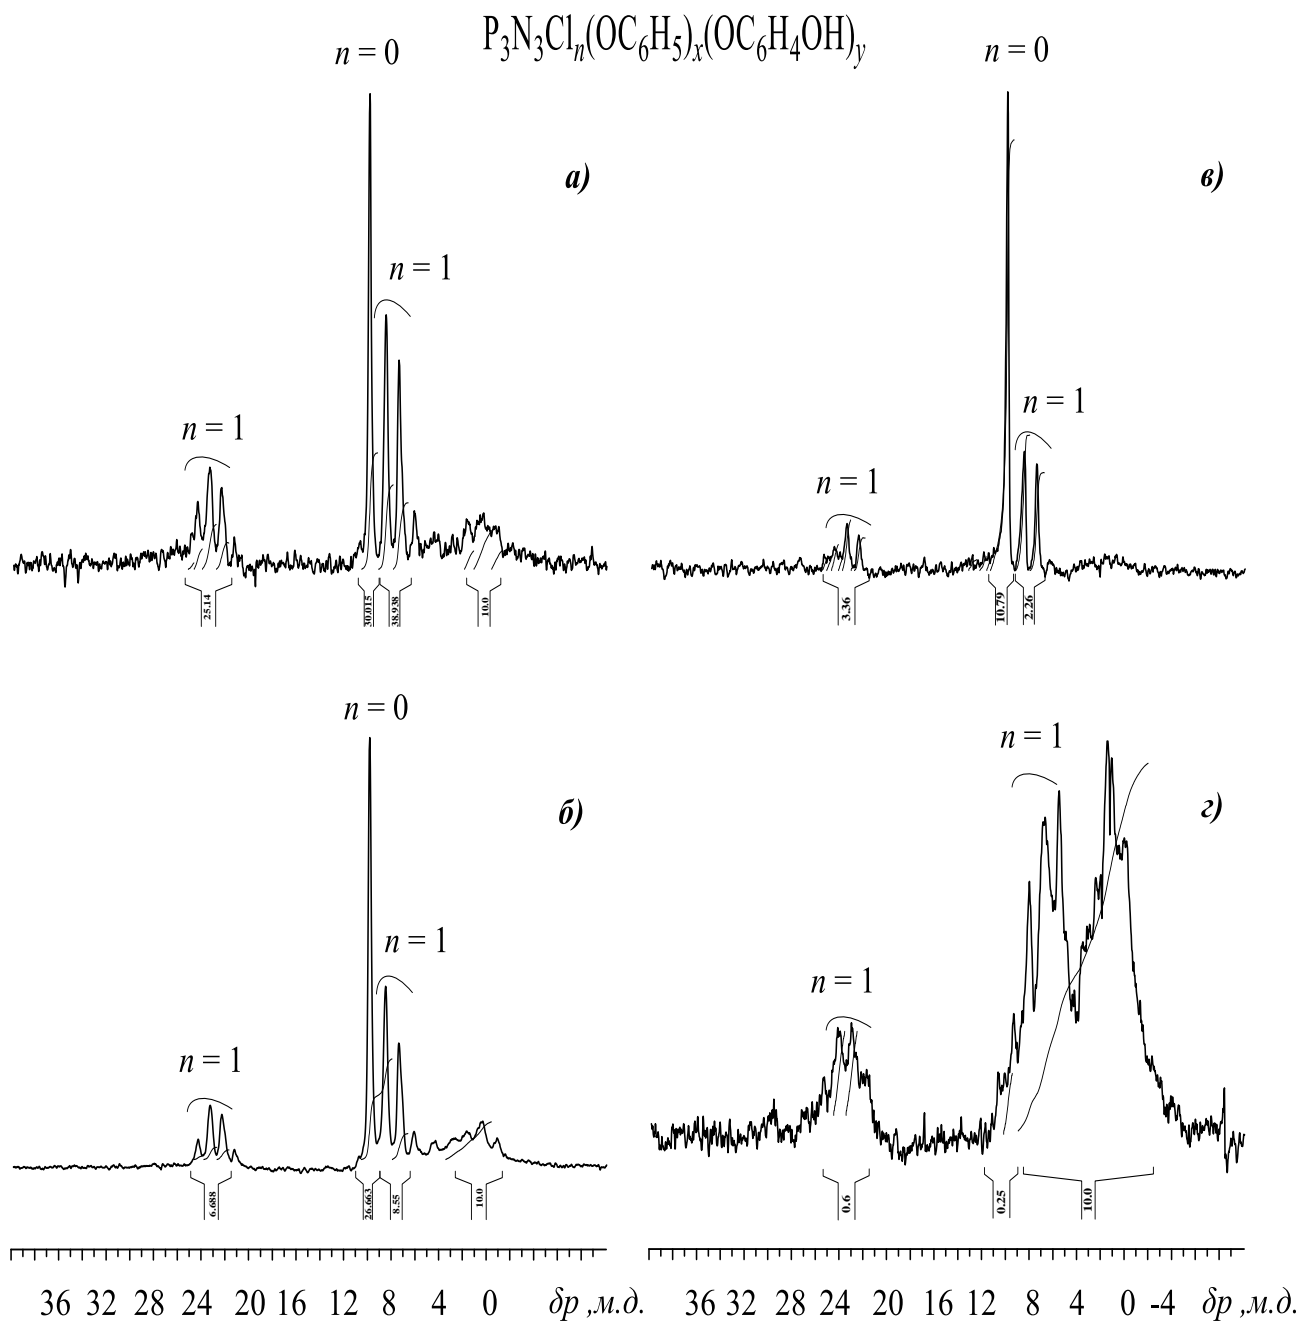 P₃N₃Clₙ(OC₆H₅)ₓ(OC₆H₄OH)ᵧ
n = 0
a)
n = 1
n = 1
25.14
30.015
38.938
10.0
n = 0
в)
n = 1
n = 1
3.36
10.79
2.26
n = 0
б)
n = 1
n = 1
6.688
26.663
8.55
10.0
n = 1
г)
n = 1
0.6
0.25
10.0
36 32 28 24 20 16 12 8 4 0 δp ,м.д.
36 32 28 24 20 16 12 8 4 0 -4 δp ,м.д.